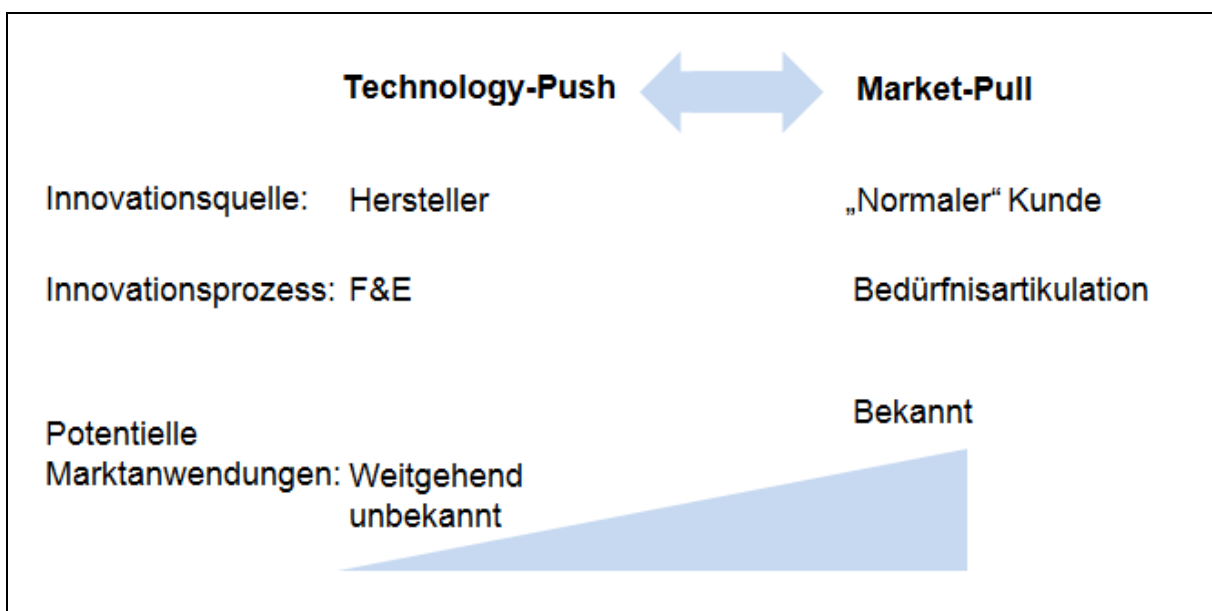 Technology-Push Market-Pull
Innovationsquelle: Hersteller „Normaler“ Kunde
Innovationsprozess: F&E Bedürfnisartikulation
Bekannt
Potentielle
Marktanwendungen: Weitgehend
unbekannt